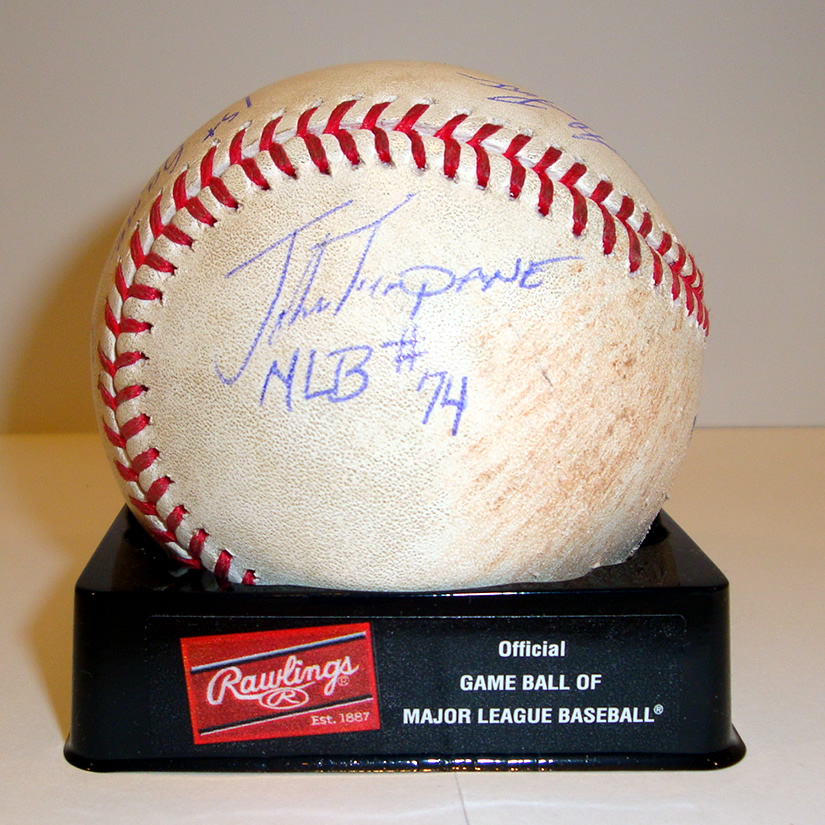 John Tumpane
MLB #74
Rawlings®
R
Est. 1887
Official
GAME BALL OF
MAJOR LEAGUE BASEBALL®